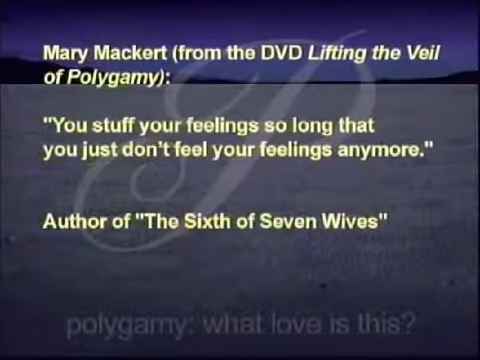 Mary Mackert (from the DVD Lifting the Veil
of Polygamy):
"You stuff your feelings so long that
you just don't feel your feelings anymore."
Author of "The Sixth of Seven Wives"
polygamy: what love is this?